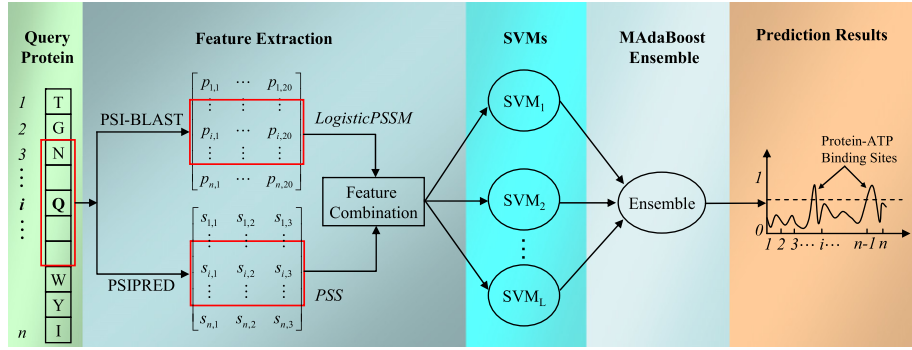 Query
Protein
Feature Extraction
SVMs
MAdaBoost
Ensemble
Prediction Results
1
T
2
G
3
N
⋮
i
Q
⋮
W
Y
n
I
PSI-BLAST
PSIPRED
p1,1 ⋯ p1,20
⋮ ⋮
pi,1 ⋯ pi,20
⋮ ⋮
pn,1 ⋯ pn,20
LogisticPSSM
s1,1 s1,2 s1,3
⋮ ⋮ ⋮
si,1 si,2 si,3
⋮ ⋮ ⋮
sn,1 sn,2 sn,3
PSS
Feature
Combination
SVM1
SVM2
⋮
SVML
Ensemble
Protein-ATP
Binding Sites
1
0
1 2 3⋯ i⋯ n-1 n